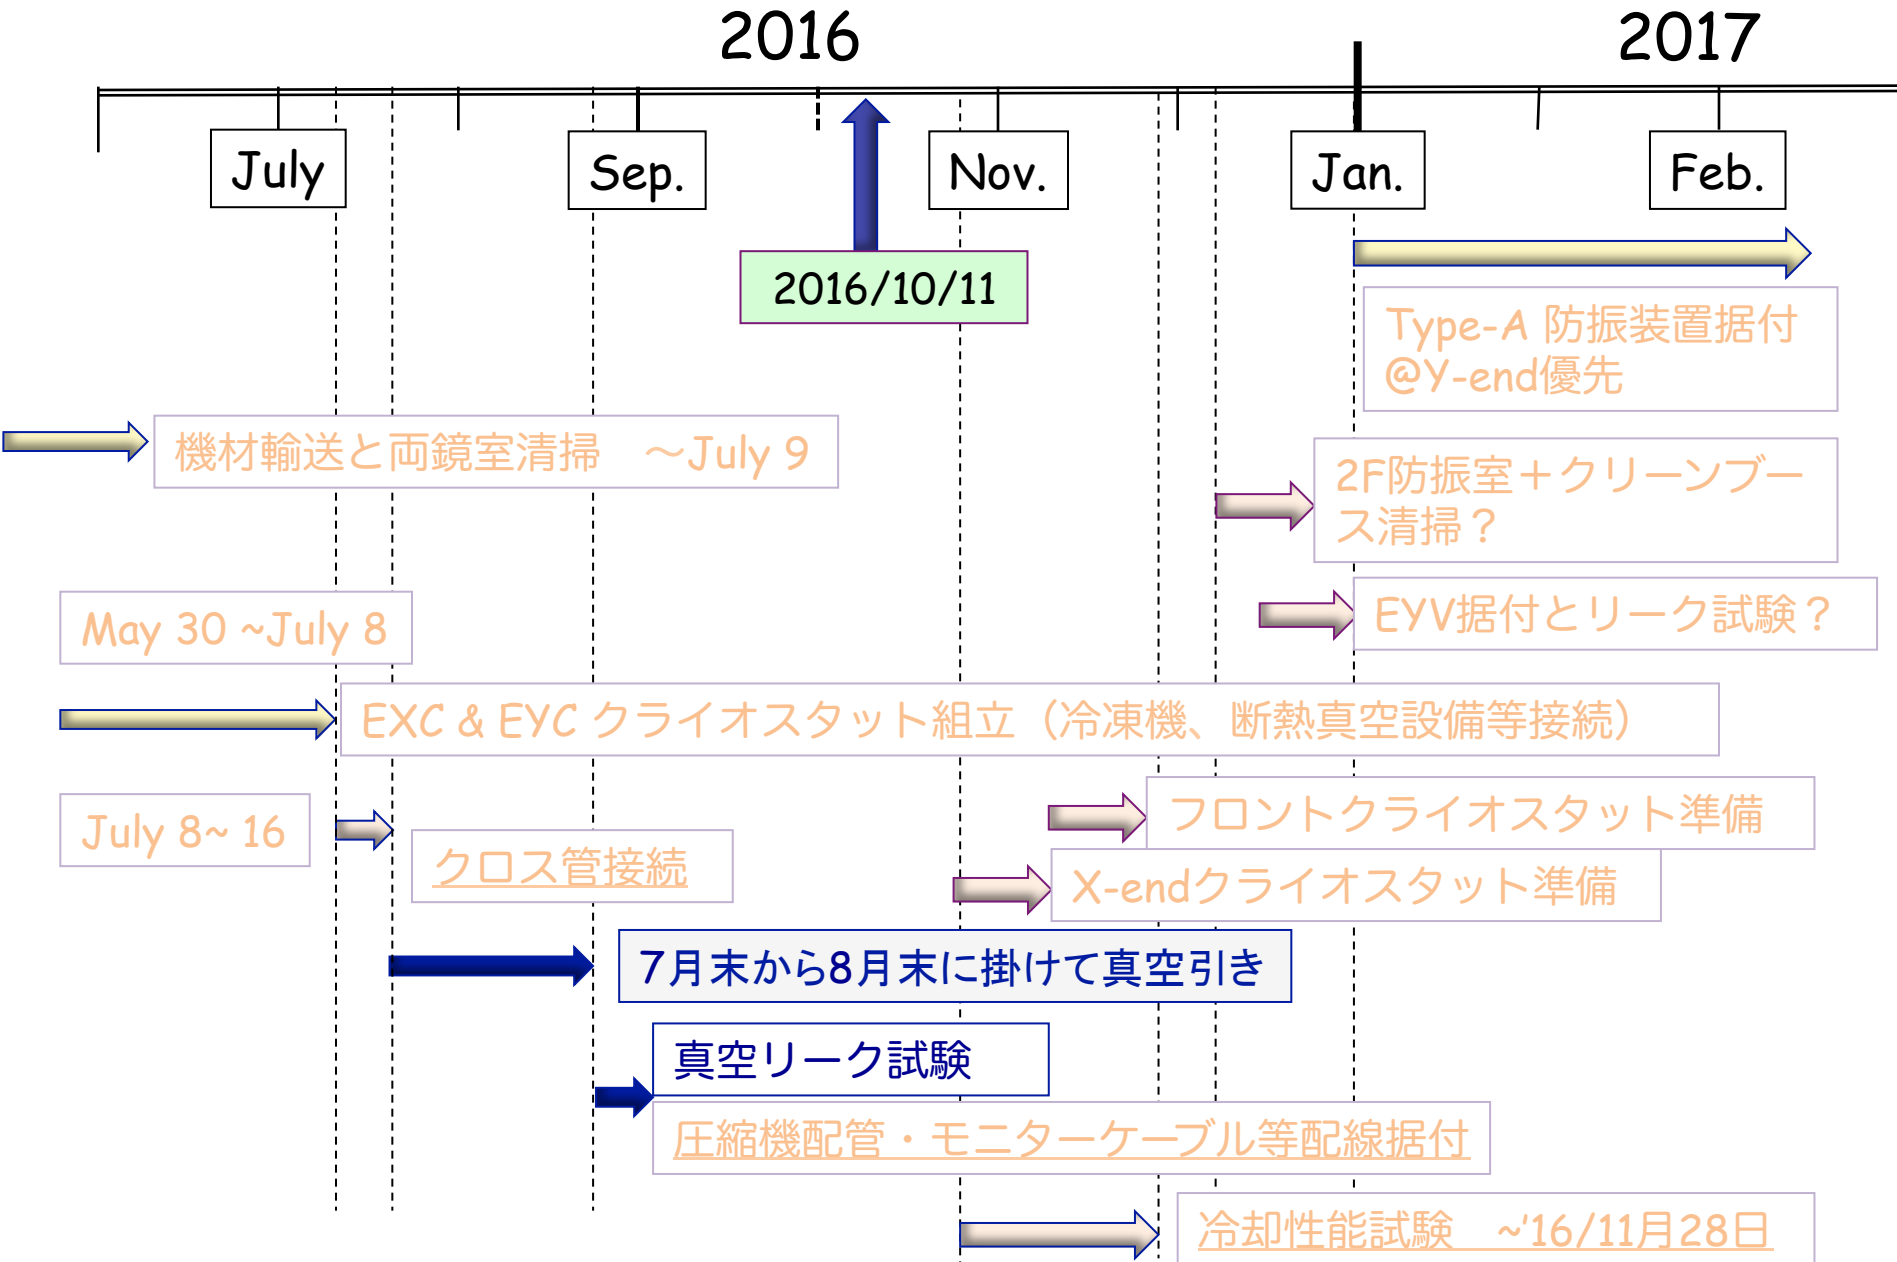 2016
2017
July
Sep.
Nov.
Jan.
Feb.
2016/10/11
Type-A 防振装置据付
@Y-end優先
機材輸送と両鏡室清掃　～July 9
2F防振室＋クリーンブー
ス清掃？
May 30 ~July 8
EYV据付とリーク試験？
EXC & EYC クライオスタット組立（冷凍機、断熱真空設備等接続）
July 8~ 16
フロントクライオスタット準備
クロス管接続
X-endクライオスタット準備
7月末から8月末に掛けて真空引き
真空リーク試験
圧縮機配管・モニターケーブル等配線据付
冷却性能試験　~'16/11月28日